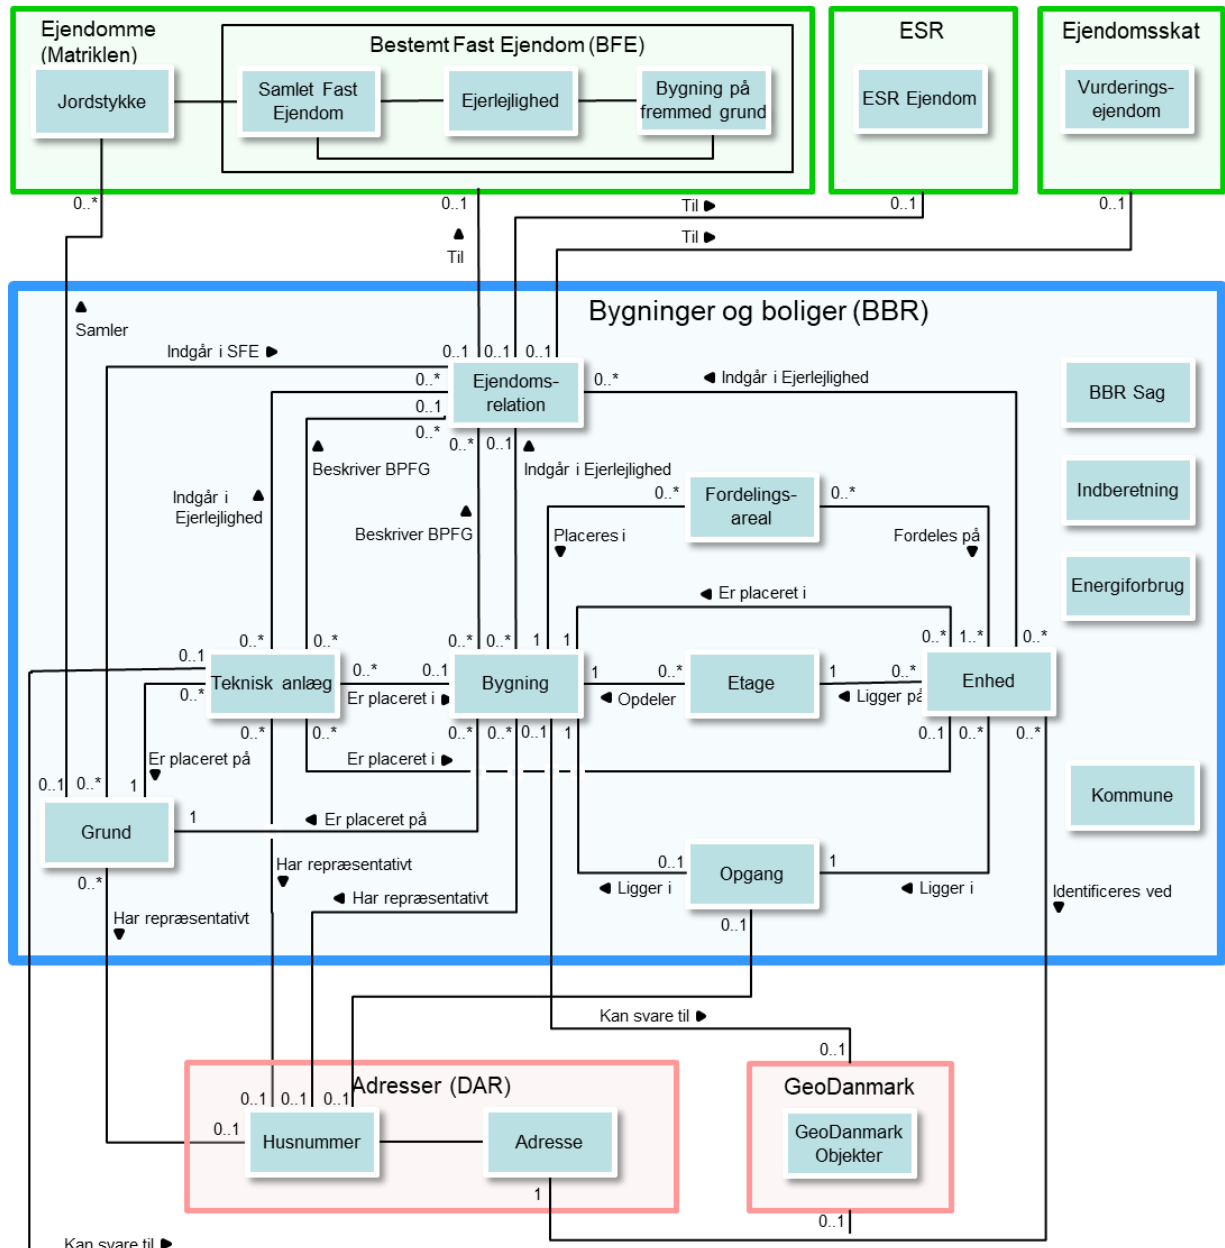 Ejendomme
(Matriklen)
Bestemt Fast Ejendom (BFE)
ESR
Ejendomsskat
Jordstykke
Samlet Fast
Ejendom
Ejerlejlighed
Bygning på
fremmed grund
ESR Ejendom
Vurderings-
ejendom
0..*
0..1
Til
0..1
0..1
Til
Til
Bygninger og boliger (BBR)
Samler
Indgår i SFE
0..1
0..1
0..1
0..*
Ejendoms-
relation
0..*
Indgår i Ejerlejlighed
BBR Sag
0..1
0..*
0..*
0..1
Beskriver BPFG
Indgår i Ejerlejlighed
Indgår i
Ejerlejlighed
Beskriver BPFG
0..*
Fordelings-
areal
0..*
Indberetning
Placeres i
Fordeles på
Energiforbrug
Er placeret i
0..*
0..*
0..*
0..*
1
1
0..*
1..*
0..*
0..1
Teknisk anlæg
0..*
0..1
Bygning
1
0..*
Etage
1
0..*
Enhed
0..*
Er placeret i
Opdeler
Ligger på
0..*
0..*
0..*
0..*
0..1
1
0..1
0..*
0..*
Er placeret på
Er placeret i
0..1
0..*
1
Kommune
Grund
1
Er placeret på
0..*
Har repræsentativt
Har repræsentativt
0..1
Opgang
1
Ligger i
Ligger i
Identificeres ved
Har repræsentativt
0..1
Kan svare til
0..1
Adresser (DAR)
GeoDanmark
0..1
0..1
0..1
0..1
Husnummer
Adresse
GeoDanmark
Objekter
1
0..1
Kan svare til